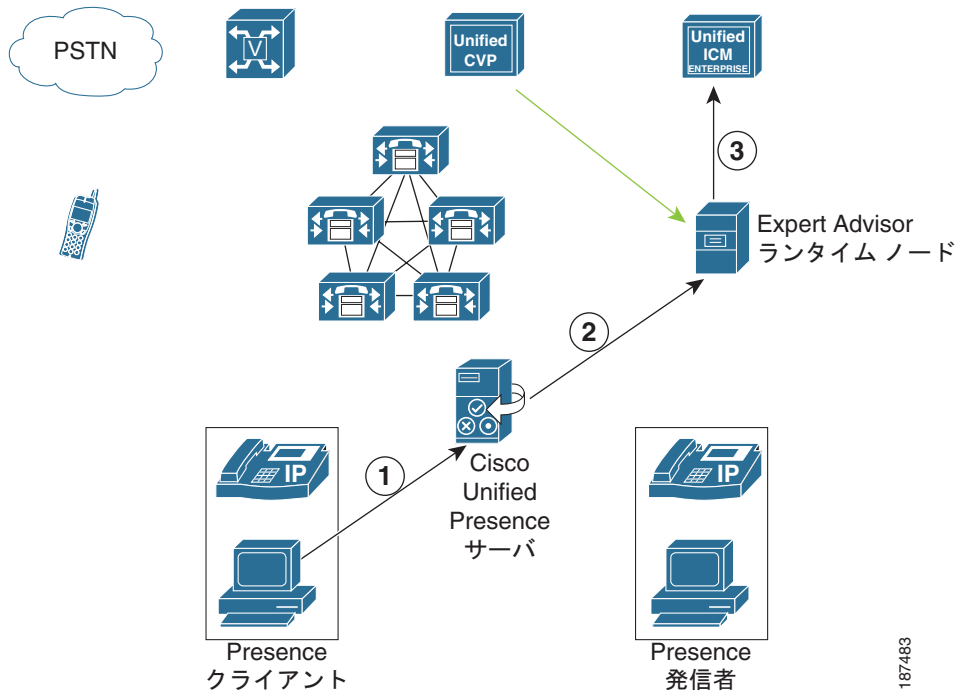 PSTN
V
Unified
CVP
Unified
ICM
ENTERPRISE
3
Expert Advisor
ランタイム ノード
2
1
Cisco
Unified
Presence
サーバ
IP
IP
Presence
クライアント
Presence
発信者
187483